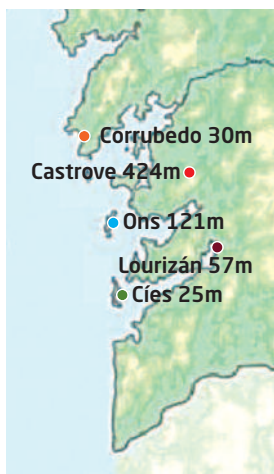 Corrubedo 30m
Castrove 424m
Ons 121m
Lourizán 57m
Cíes 25m